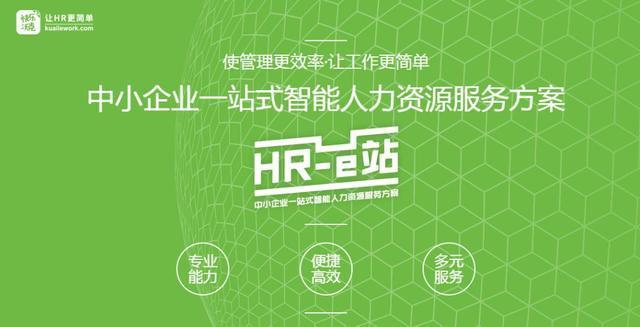 快乐
沃克
让HR更简单
kuailework.com
使管理更效率·让工作更简单
中小企业一站式智能人力资源服务方案
HR-e站
中小企业一站式智能人力资源服务方案
专业
能力
便捷
高效
多元
服务